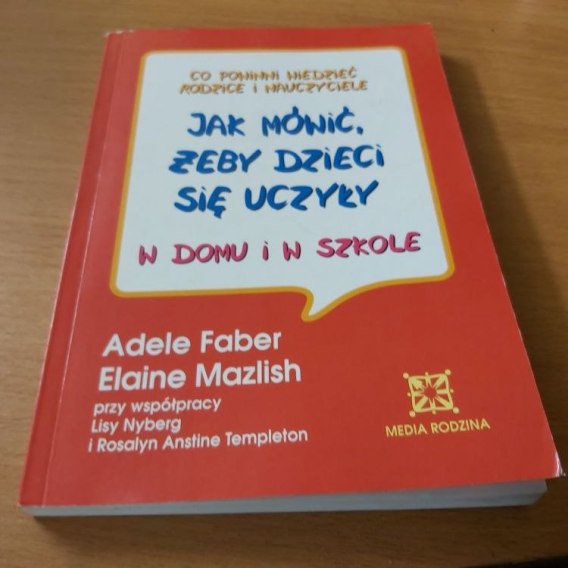 CO POWINNI WIEDZIEĆ
RODZICE I NAUCZYCIELE
JAK MÓWIĆ,
ŻEBY DZIECI
SIĘ UCZYŁY
W DOMU I W SZKOLE
Adele Faber
Elaine Mazlish
przy współpracy
Lisy Nyberg
i Rosalyn Anstine Templeton
MEDIA RODZINA